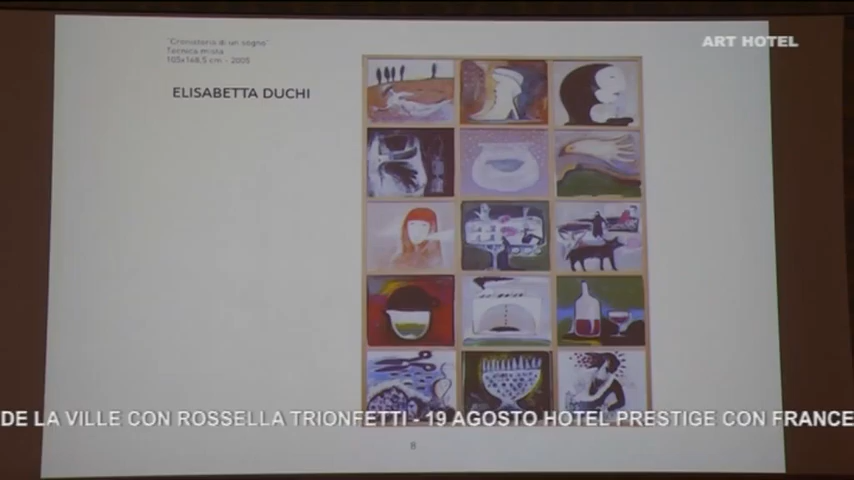 "Cronistoria di un sogno"
Tecnica mista
105x168,5 cm - 2005
ART HOTEL
ELISABETTA DUCHI
DE LA VILLE CON ROSSELLA TRIONFETTI - 19 AGOSTO HOTEL PRESTIGE CON FRANCE
8